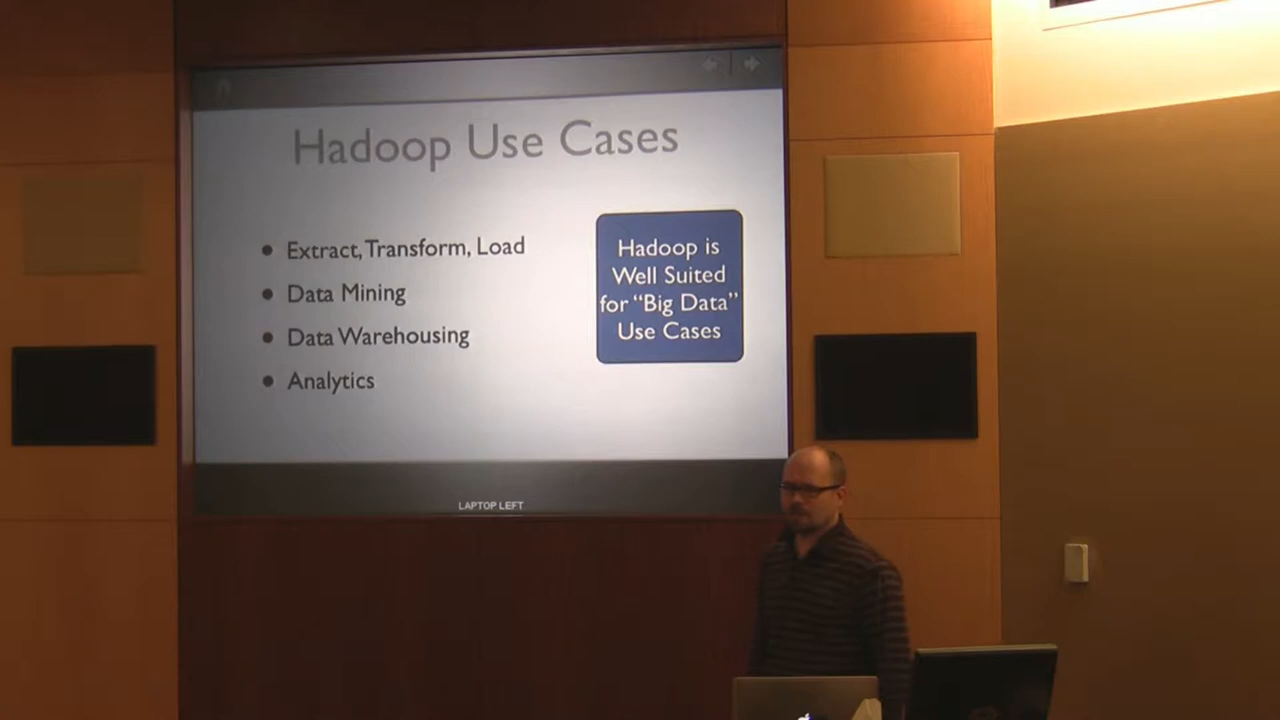 Hadoop Use Cases
Extract, Transform, Load
Data Mining
Data Warehousing
Analytics
Hadoop is
Well Suited
for “Big Data”
Use Cases
LAPTOP LEFT